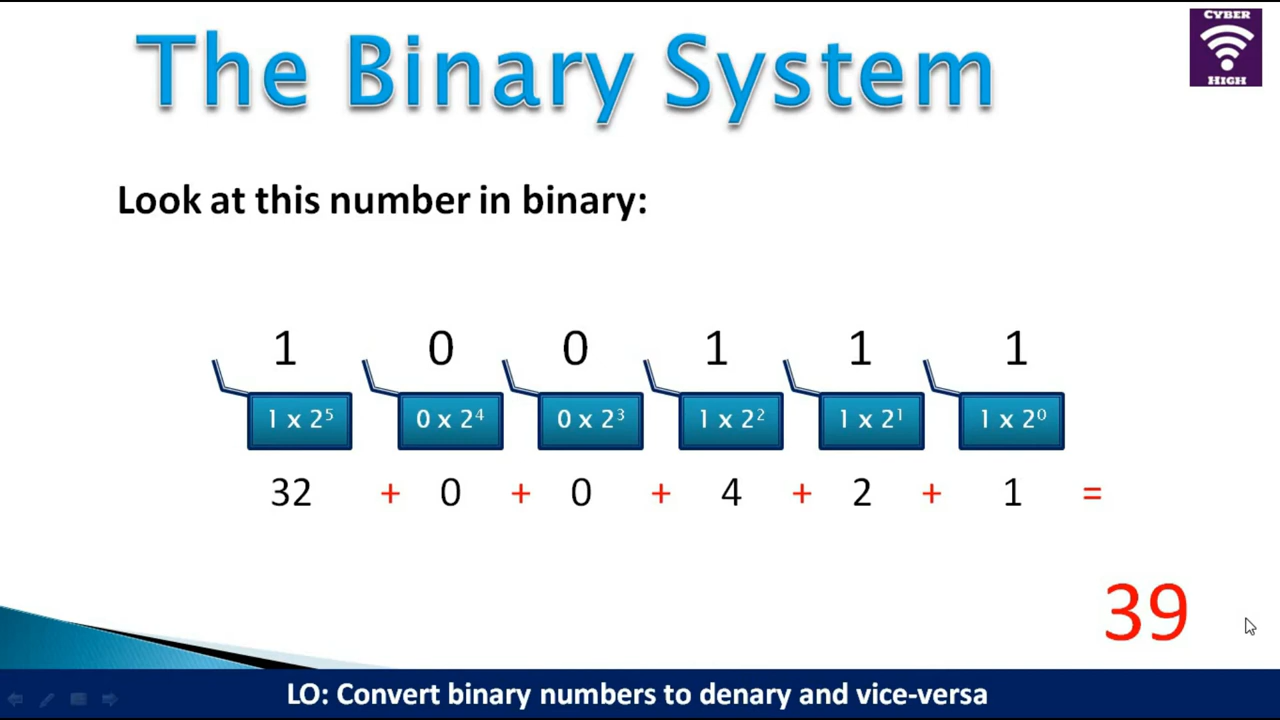 The Binary System
CYBER
HIGH
Look at this number in binary:
1 0 0 1 1 1
1 x 2⁵ 0 x 2⁴ 0 x 2³ 1 x 2² 1 x 2¹ 1 x 2⁰
32 + 0 + 0 + 4 + 2 + 1 =
39
LO: Convert binary numbers to denary and vice-versa